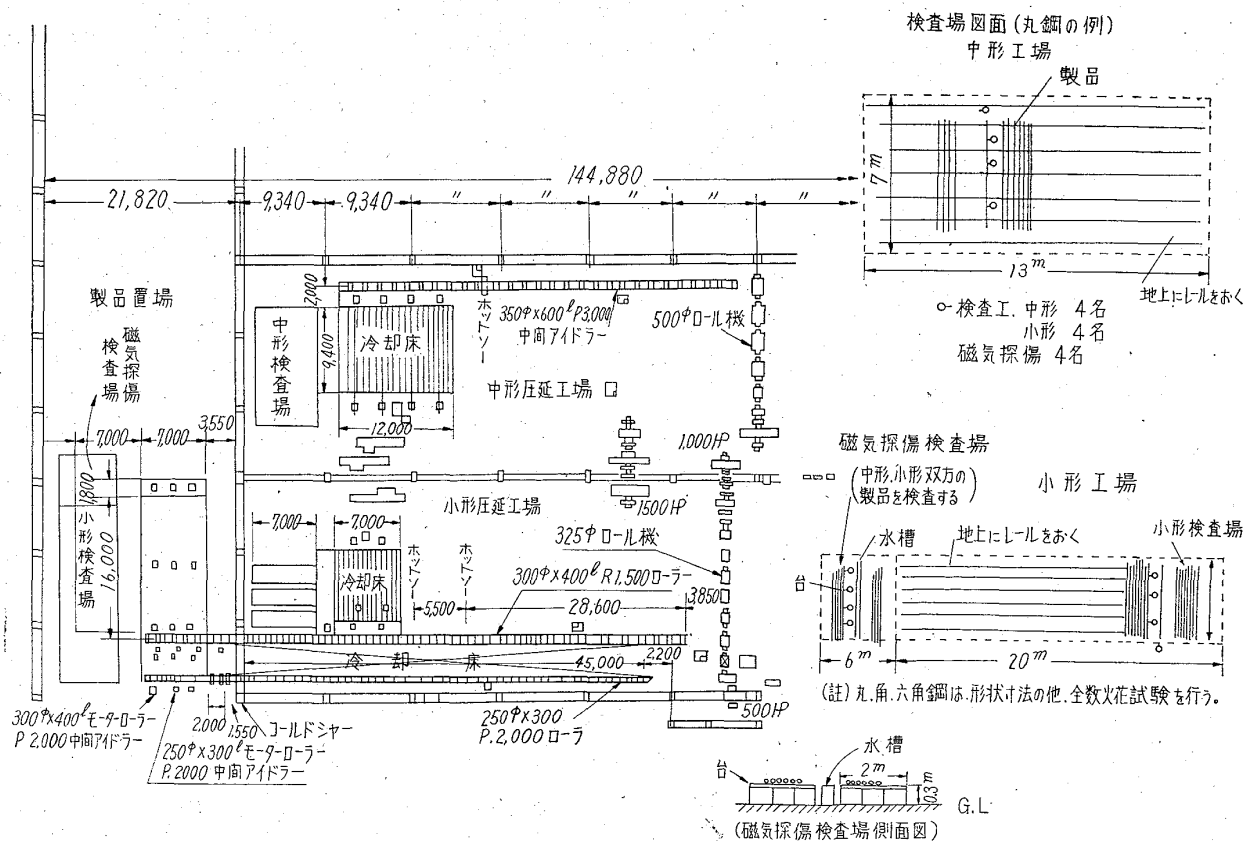 検査場図面(丸鋼の例)
中形工場
製品
7m
13m
地上にレールをおく
検査工. 中形 4名
小形 4名
磁気探傷 4名
144,880
21,820
9,340
9,340
〃
〃
〃
〃
〃
製品置場
磁気探傷検査場
2,000
中形検査場
9,400
冷却床
12,000
ホットソー
350φ×600ℓ P3,000
中間アイドラー
500φロール機
中形圧延工場
3,550
7,000
7,000
1,800
小形検査場
16,000
1,000HP
1500HP
小形圧延工場
7,000
7,000
冷却床
ホットソー
ホットソー
325φロール機
300φ×400ℓ R1,500ローラー
5,500
28,600
3,850
冷却床
45,000
2,200
500HP
300φ×400ℓモーターローラー
P 2,000中間アイドラー
2,000
1,550
コールドシャー
250φ×300ℓモーターローラー
P.2000 中間アイドラー
250φ×300
P.2,000 ローラ
磁気探傷検査場
(中形.小形双方の
製品を検査する)
小形工場
水槽
地上にレールをおく
小形検査場
台
6m
20m
(註)丸.角.六角鋼は.形状寸法の他.全数火花試験を行う。
水槽
台
2m
0.3m
G.L
(磁気探傷検査場側面図)